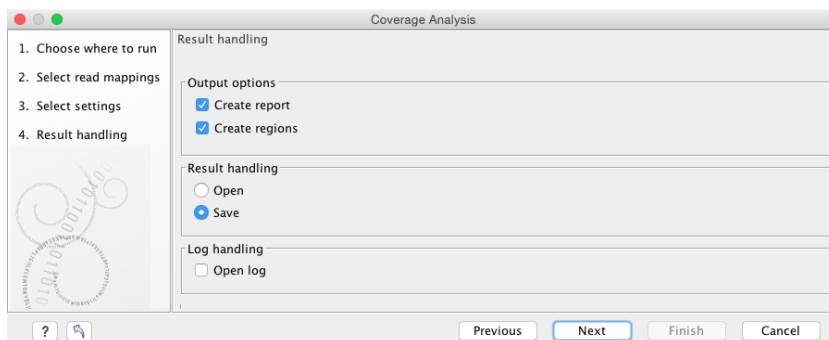 Coverage Analysis
1. Choose where to run
2. Select read mappings
3. Select settings
4. Result handling
Result handling
Output options
Create report
Create regions
Result handling
Open
Save
Log handling
Open log
?
Previous
Next
Finish
Cancel